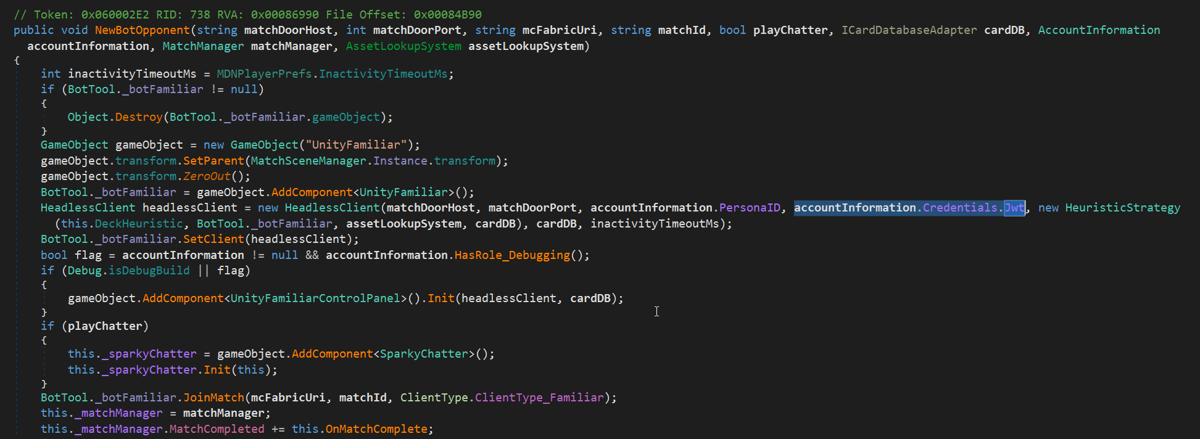 // Token: 0x060002E2 RID: 738 RVA: 0x00086990 File Offset: 0x00084B90
public void NewBotOpponent(string matchDoorHost, int matchDoorPort, string mcFabricUri, string matchId, bool playChatter, ICardDatabaseAdapter cardDB, AccountInformation
accountInformation, MatchManager matchManager, AssetLookupSystem assetLookupSystem)
{
int inactivityTimeoutMs = MDNPlayerPrefs.InactivityTimeoutMs;
if (BotTool._botFamiliar != null)
{
Object.Destroy(BotTool._botFamiliar.gameObject);
}
GameObject gameObject = new GameObject("UnityFamiliar");
gameObject.transform.SetParent(MatchSceneManager.Instance.transform);
gameObject.transform.ZeroOut();
BotTool._botFamiliar = gameObject.AddComponent<UnityFamiliar>();
HeadlessClient headlessClient = new HeadlessClient(matchDoorHost, matchDoorPort, accountInformation.PersonaID, accountInformation.Credentials.Jwt, new HeuristicStrategy
(this.DeckHeuristic, BotTool._botFamiliar, assetLookupSystem, cardDB), cardDB, inactivityTimeoutMs);
BotTool._botFamiliar.SetClient(headlessClient);
bool flag = accountInformation != null && accountInformation.HasRole_Debugging();
if (Debug.isDebugBuild || flag)
{
gameObject.AddComponent<UnityFamiliarControlPanel>().Init(headlessClient, cardDB);
}
if (playChatter)
{
this._sparkyChatter = gameObject.AddComponent<SparkyChatter>();
this._sparkyChatter.Init(this);
}
BotTool._botFamiliar.JoinMatch(mcFabricUri, matchId, ClientType.ClientType_Familiar);
this._matchManager = matchManager;
this._matchManager.MatchCompleted += this.OnMatchComplete;